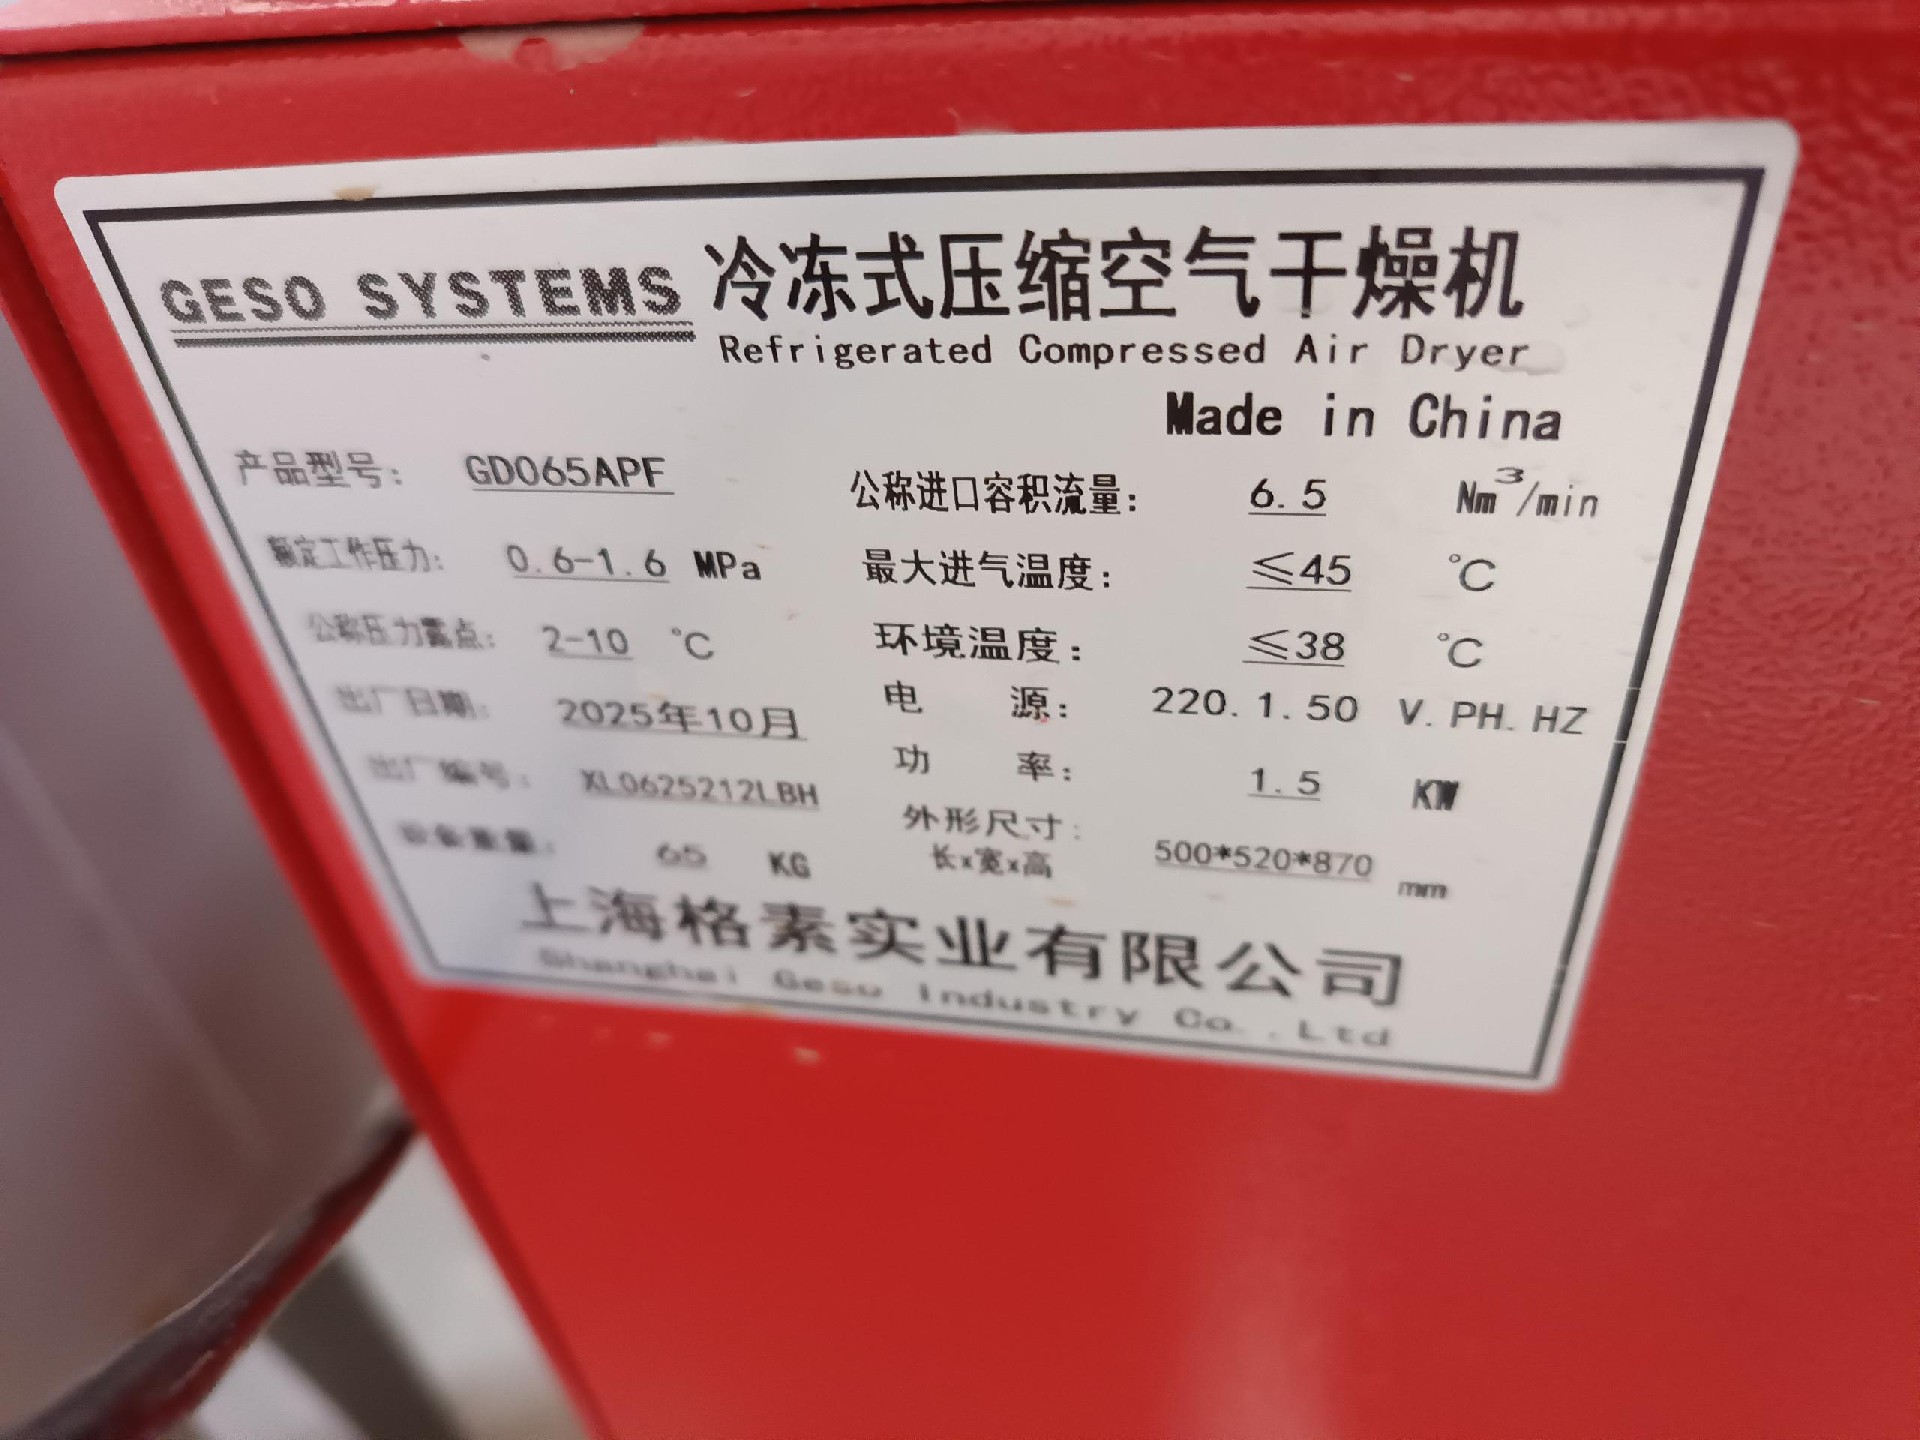 GESO SYSTEMS 冷冻式压缩空气干燥机
Refrigerated Compressed Air Dryer
Made in China
产品型号: GD065APF 公称进口容积流量: 6.5 Nm³/min
额定工作压力: 0.6-1.6 MPa 最大进气温度: ≤45 ℃
公称压力露点: 2-10 ℃ 环境温度: ≤38 ℃
出厂日期: 2025年10月 电 源: 220.1.50 V.PH.HZ
出厂编号: XL0625212LBH 功 率: 1.5 KW
设备重量: 65 KG 外形尺寸: 长x宽x高 500*520*870 mm
上海格素实业有限公司
Shanghai Geso Industry Co.,Ltd